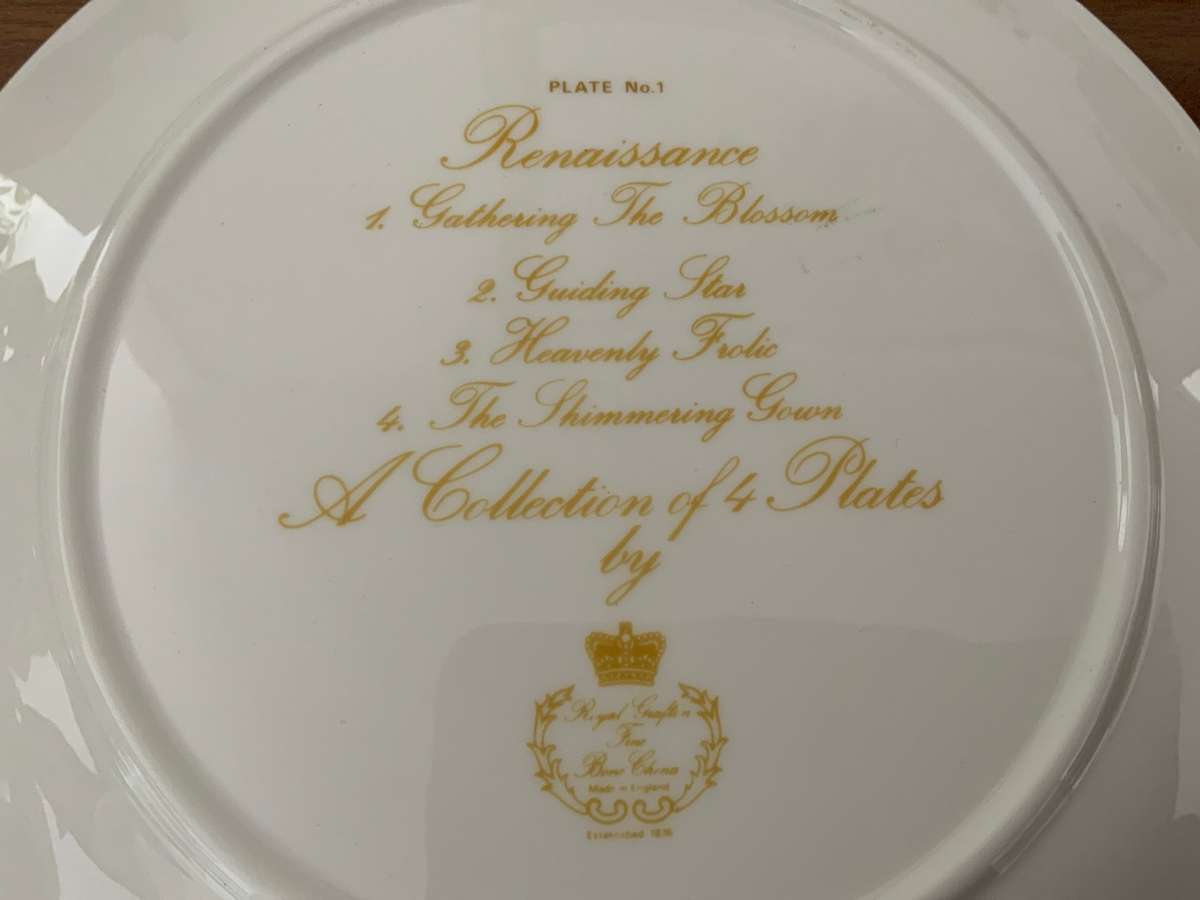 PLATE No.1
Renaissance
1. Gathering The Blossom
2. Guiding Star
3. Heavenly Frolic
4. The Shimmering Gown
A Collection of 4 Plates
by
Royal Grafton
Fine
Bone China
Made in England
Established 1876